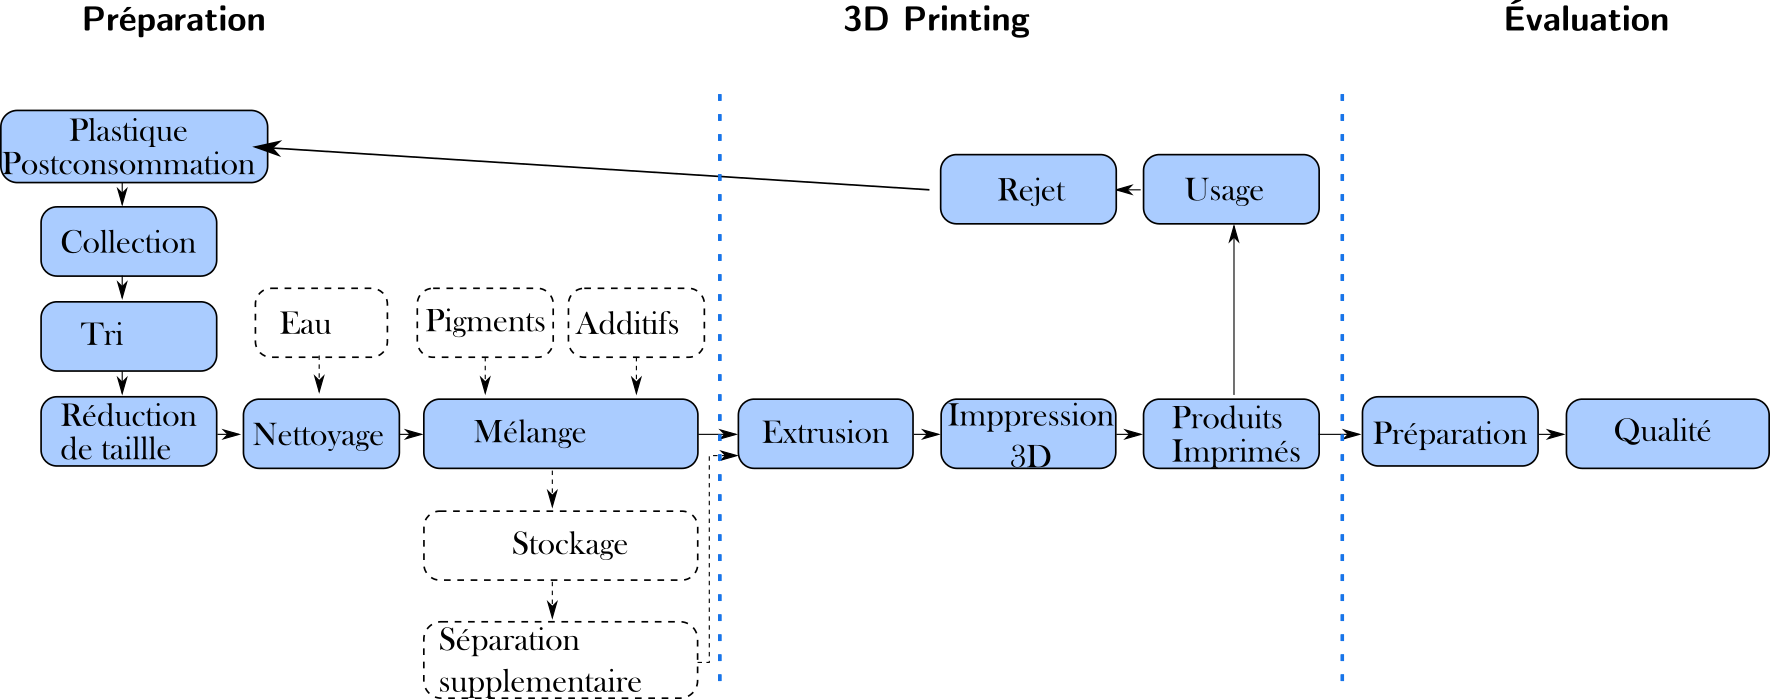 Préparation
3D Printing
Évaluation
Plastique
Postconsommation
Rejet
Usage
Collection
Tri
Eau
Pigments
Additifs
Réduction
de taillle
Nettoyage
Mélange
Extrusion
Imppression
3D
Produits
Imprimés
Préparation
Qualité
Stockage
Séparation
supplementaire